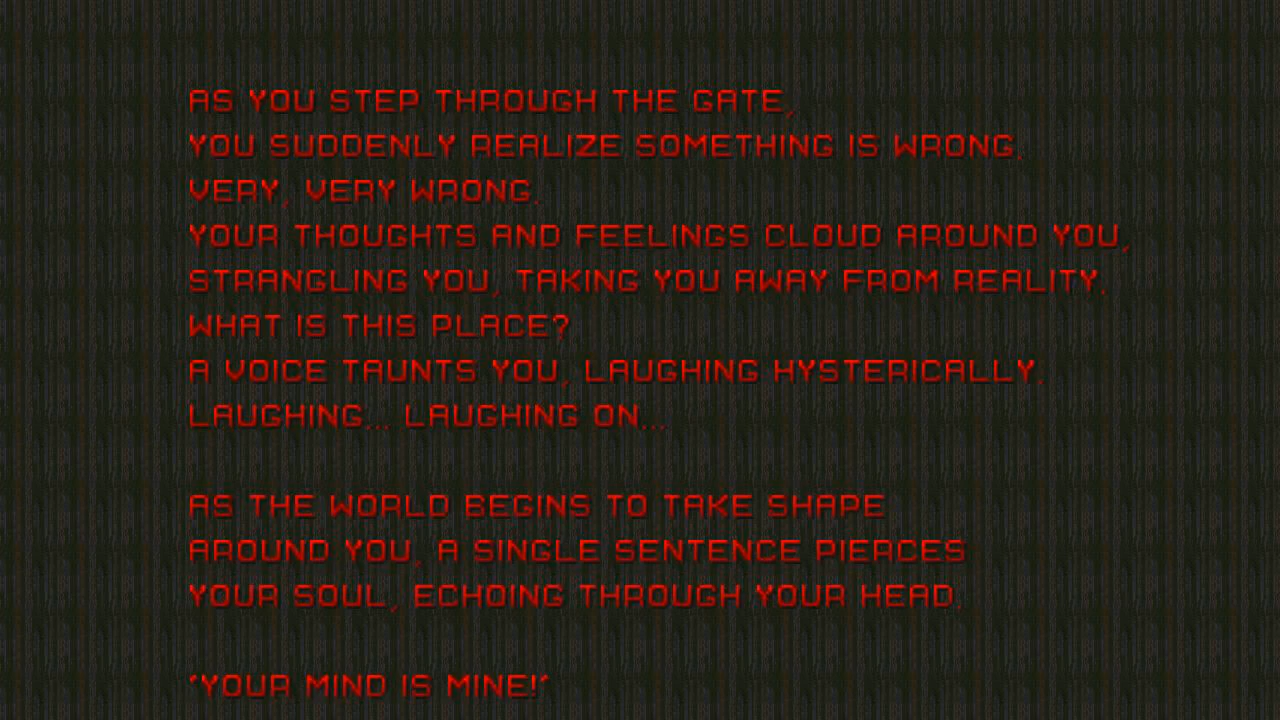 AS YOU STEP THROUGH THE GATE,
YOU SUDDENLY REALIZE SOMETHING IS WRONG.
VERY, VERY WRONG.
YOUR THOUGHTS AND FEELINGS CLOUD AROUND YOU,
STRANGLING YOU, TAKING YOU AWAY FROM REALITY.
WHAT IS THIS PLACE?
A VOICE TAUNTS YOU, LAUGHING HYSTERICALLY.
LAUGHING... LAUGHING ON...

AS THE WORLD BEGINS TO TAKE SHAPE
AROUND YOU, A SINGLE SENTENCE PIERCES
YOUR SOUL, ECHOING THROUGH YOUR HEAD.

"YOUR MIND IS MINE!"